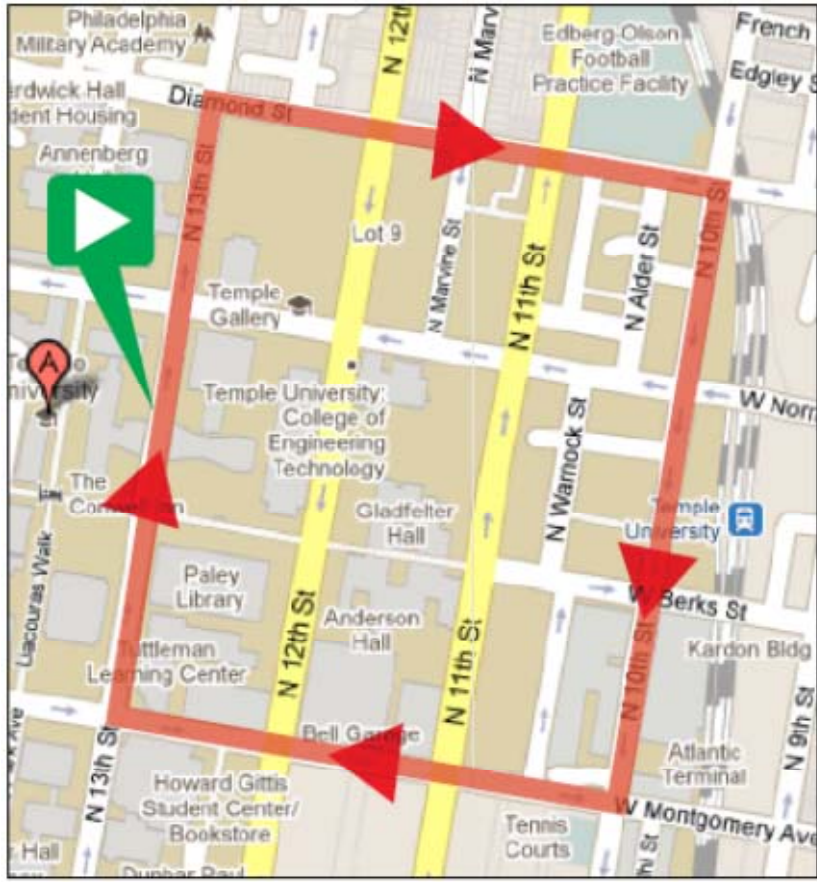 Philadelphia
Military Academy
N 12th
N Marv
Edberg-Olson
Football
Practice Facility
French
Edgley S
erdwick Hall
dent Housing
Diamond St
Annenberg
N 13th St
Lot 9
N Marvine St
N 11th St
N Alder St
N 10th St
Temple
Gallery
A
iversity
Temple University:
College of
Engineering
Technology
W Norr
N Warnock St
The
Gladfelter
Hall
Temple
University
Paley
Library
W Berks St
Liacouras Walk
N 12th St
Anderson
Hall
Tuttleman
Learning Center
N 11th St
N 10th St
Kardon Bldg
N 9th St
Ave
N 13th St
Bell Garage
Howard Gittis
Student Center/
Bookstore
Atlantic
Terminal
W Montgomery Ave
Tennis
Courts
Hall